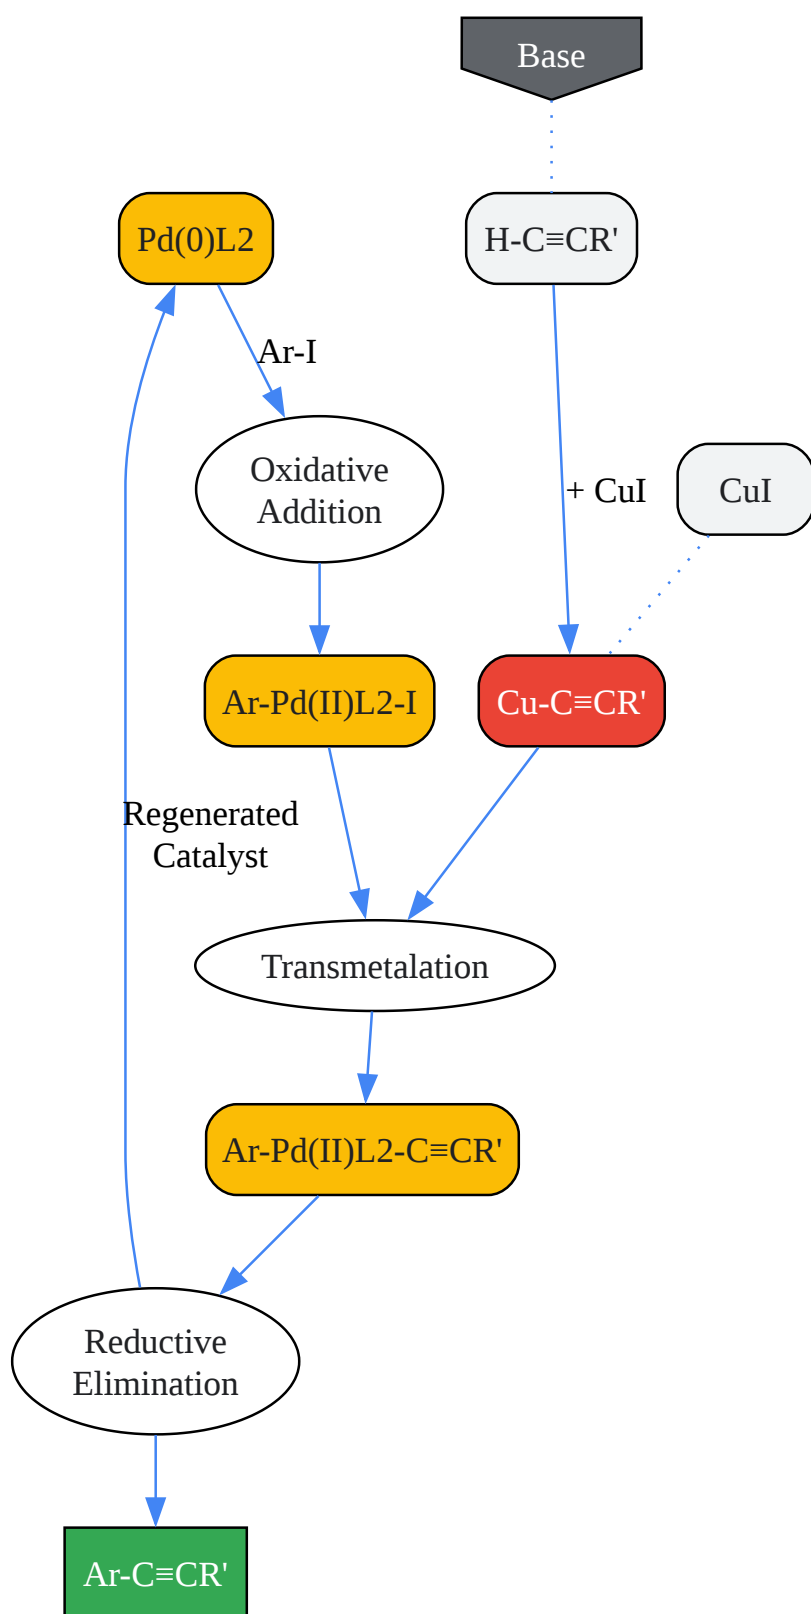 Base
Pd(0)L2
H-C≡CR'
Ar-I
Oxidative
Addition
+ CuI
CuI
Ar-Pd(II)L2-I
Cu-C≡CR'
Regenerated
Catalyst
Transmetalation
Ar-Pd(II)L2-C≡CR'
Reductive
Elimination
Ar-C≡CR'